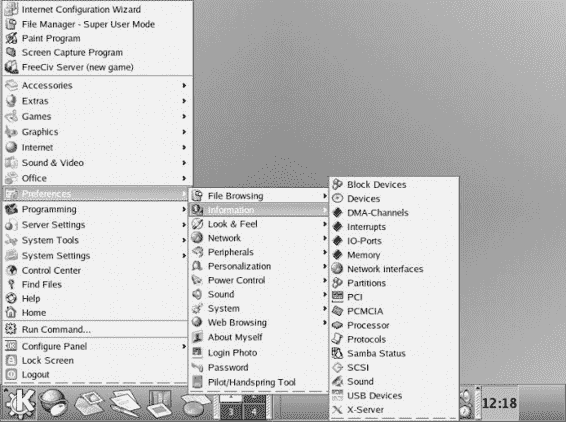 Internet Configuration Wizard
File Manager - Super User Mode
Paint Program
Screen Capture Program
FreeCiv Server (new game)
Accessories
Extras
Games
Graphics
Internet
Sound & Video
Office
Preferences
Programming
Server Settings
System Tools
System Settings
Control Center
Find Files
Help
Home
Run Command...
Configure Panel
Lock Screen
Logout
File Browsing
Information
Look & Feel
Network
Peripherals
Personalization
Power Control
Sound
System
Web Browsing
About Myself
Login Photo
Password
Pilot/Handspring Tool
Block Devices
Devices
DMA-Channels
Interrupts
IO-Ports
Memory
Network Interfaces
Partitions
PCI
PCMCIA
Processor
Protocols
Samba Status
SCSI
Sound
USB Devices
X-Server
1 2
3 4
12:18